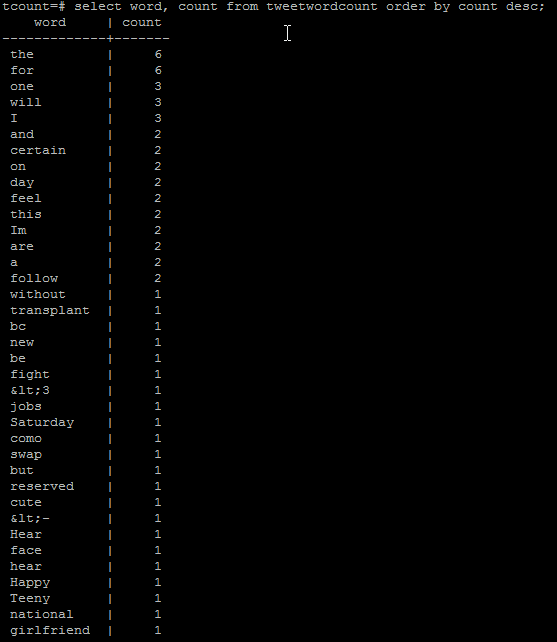 tcount=# select word, count from tweetwordcount order by count desc;
    word     | count
-------------+-------
 the         |     6
 for         |     6
 one         |     3
 will        |     3
 I           |     3
 and         |     2
 certain     |     2
 on          |     2
 day         |     2
 feel        |     2
 this        |     2
 Im          |     2
 are         |     2
 a           |     2
 follow      |     2
 without     |     1
 transplant  |     1
 bc          |     1
 new         |     1
 be          |     1
 fight       |     1
 &lt;3       |     1
 jobs        |     1
 Saturday    |     1
 como        |     1
 swap        |     1
 but         |     1
 reserved    |     1
 cute        |     1
 &lt;-       |     1
 Hear        |     1
 face        |     1
 hear        |     1
 Happy       |     1
 Teeny       |     1
 national    |     1
 girlfriend  |     1